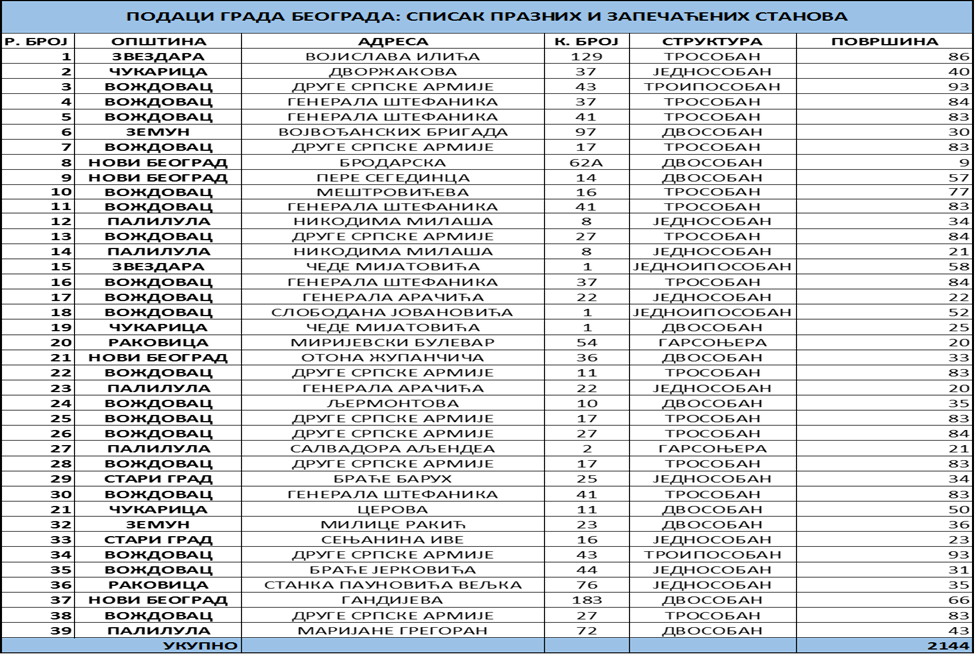 ПОДАЦИ ГРАДА БЕОГРАДА: СПИСАК ПРАЗНИХ И ЗАПЕЧАЋЕНИХ СТАНОВА
Р. БРОЈ ОПШТИНА АДРЕСА К. БРОЈ СТРУКТУРА ПОВРШИНА
1 ЗВЕЗДАРА ВОЈИСЛАВА ИЛИЋА 129 ТРОСОБАН 86
2 ЧУКАРИЦА ДВОРЖАКОВА 37 ЈЕДНОСОБАН 40
3 ВОЖДОВАЦ ДРУГЕ СРПСКЕ АРМИЈЕ 43 ТРОИПОСОБАН 93
4 ВОЖДОВАЦ ГЕНЕРАЛА ШТЕФАНИКА 37 ТРОСОБАН 84
5 ВОЖДОВАЦ ГЕНЕРАЛА ШТЕФАНИКА 41 ТРОСОБАН 83
6 ЗЕМУН ВОЈВОЂАНСКИХ БРИГАДА 97 ДВОСОБАН 30
7 ВОЖДОВАЦ ДРУГЕ СРПСКЕ АРМИЈЕ 17 ТРОСОБАН 83
8 НОВИ БЕОГРАД БРОДАРСКА 62А ДВОСОБАН 9
9 НОВИ БЕОГРАД ПЕРЕ СЕГЕДИНЦА 14 ДВОСОБАН 57
10 ВОЖДОВАЦ МЕШТРОВИЋЕВА 16 ТРОСОБАН 77
11 ВОЖДОВАЦ ГЕНЕРАЛА ШТЕФАНИКА 41 ТРОСОБАН 83
12 ПАЛИЛУЛА НИКОДИМА МИЛАША 8 ЈЕДНОСОБАН 34
13 ВОЖДОВАЦ ДРУГЕ СРПСКЕ АРМИЈЕ 27 ТРОСОБАН 84
14 ПАЛИЛУЛА НИКОДИМА МИЛАША 8 ЈЕДНОСОБАН 21
15 ЗВЕЗДАРА ЧЕДЕ МИЈАТОВИЋА 1 ЈЕДНОИПОСОБАН 58
16 ВОЖДОВАЦ ГЕНЕРАЛА ШТЕФАНИКА 37 ТРОСОБАН 84
17 ВОЖДОВАЦ ГЕНЕРАЛА АРАЧИЋА 22 ЈЕДНОСОБАН 22
18 ВОЖДОВАЦ СЛОБОДАНА ЈОВАНОВИЋА 1 ЈЕДНОИПОСОБАН 52
19 ЧУКАРИЦА ЧЕДЕ МИЈАТОВИЋА 1 ДВОСОБАН 25
20 РАКОВИЦА МИРИЈЕВСКИ БУЛЕВАР 54 ГАРСОЊЕРА 20
21 НОВИ БЕОГРАД ОТОНА ЖУПАНЧИЧА 36 ДВОСОБАН 33
22 ВОЖДОВАЦ ДРУГЕ СРПСКЕ АРМИЈЕ 11 ТРОСОБАН 83
23 ПАЛИЛУЛА ГЕНЕРАЛА АРАЧИЋА 22 ЈЕДНОСОБАН 20
24 ВОЖДОВАЦ ЉЕРМОНТОВА 10 ДВОСОБАН 35
25 ВОЖДОВАЦ ДРУГЕ СРПСКЕ АРМИЈЕ 17 ТРОСОБАН 83
26 ВОЖДОВАЦ ДРУГЕ СРПСКЕ АРМИЈЕ 27 ТРОСОБАН 84
27 ПАЛИЛУЛА САЛВАДОРА АЉЕНДЕА 2 ГАРСОЊЕРА 21
28 ВОЖДОВАЦ ДРУГЕ СРПСКЕ АРМИЈЕ 17 ТРОСОБАН 83
29 СТАРИ ГРАД БРАЋЕ БАРУХ 25 ЈЕДНОСОБАН 34
30 ВОЖДОВАЦ ГЕНЕРАЛА ШТЕФАНИКА 41 ТРОСОБАН 83
21 ЧУКАРИЦА ЦЕРОВА 11 ДВОСОБАН 50
32 ЗЕМУН МИЛИЦЕ РАКИЋ 23 ДВОСОБАН 36
33 СТАРИ ГРАД СЕЊАНИНА ИВЕ 16 ЈЕДНОСОБАН 23
34 ВОЖДОВАЦ ДРУГЕ СРПСКЕ АРМИЈЕ 43 ТРОИПОСОБАН 93
35 ВОЖДОВАЦ БРАЋЕ ЈЕРКОВИЋА 44 ЈЕДНОСОБАН 31
36 РАКОВИЦА СТАНКА ПАУНОВИЋА ВЕЉКА 76 ЈЕДНОСОБАН 35
37 НОВИ БЕОГРАД ГАНДИЈЕВА 183 ДВОСОБАН 66
38 ВОЖДОВАЦ ДРУГЕ СРПСКЕ АРМИЈЕ 27 ТРОСОБАН 83
39 ПАЛИЛУЛА МАРИЈАНЕ ГРЕГОРАН 72 ДВОСОБАН 43
УКУПНО 2144